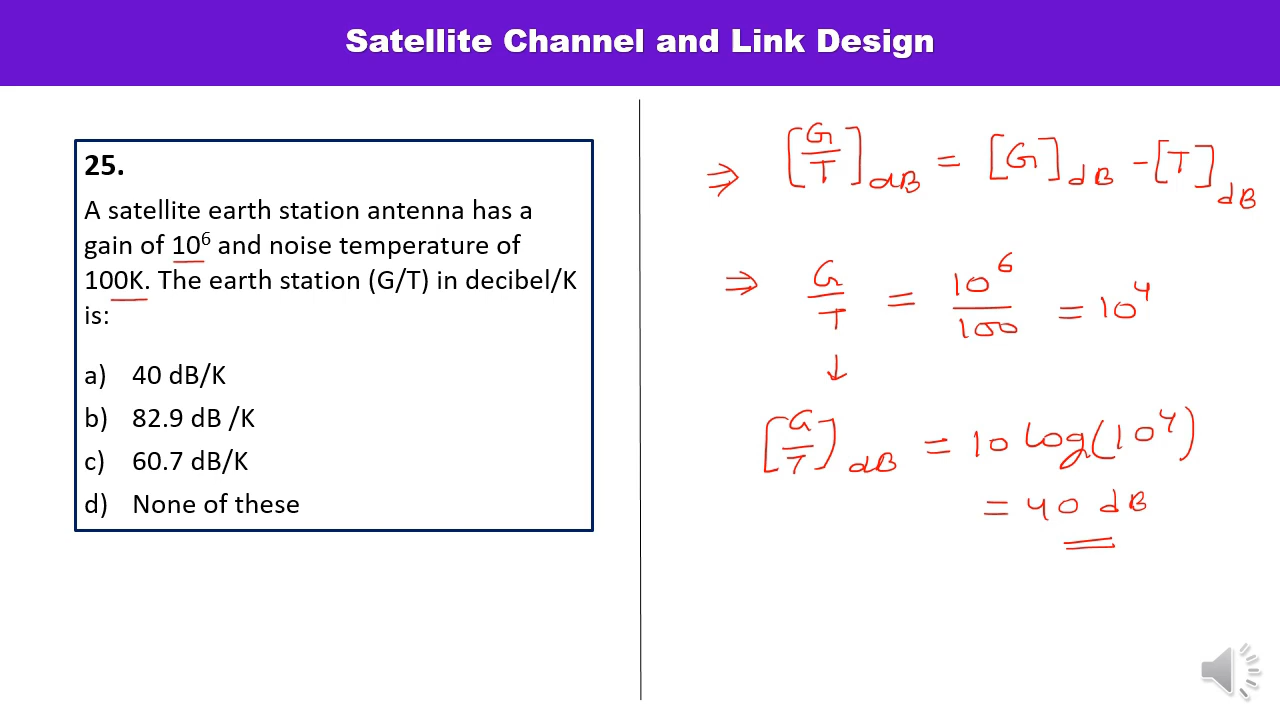 Satellite Channel and Link Design
25.
A satellite earth station antenna has a
gain of 10⁶ and noise temperature of
100K. The earth station (G/T) in decibel/K
is:
a) 40 dB/K
b) 82.9 dB /K
c) 60.7 dB/K
d) None of these
⇒ [G/T]dB = [G]dB - [T]dB
⇒ G/T = 10⁶/100 = 10⁴
↓
[G/T]dB = 10 log(10⁴)
= 40 dB